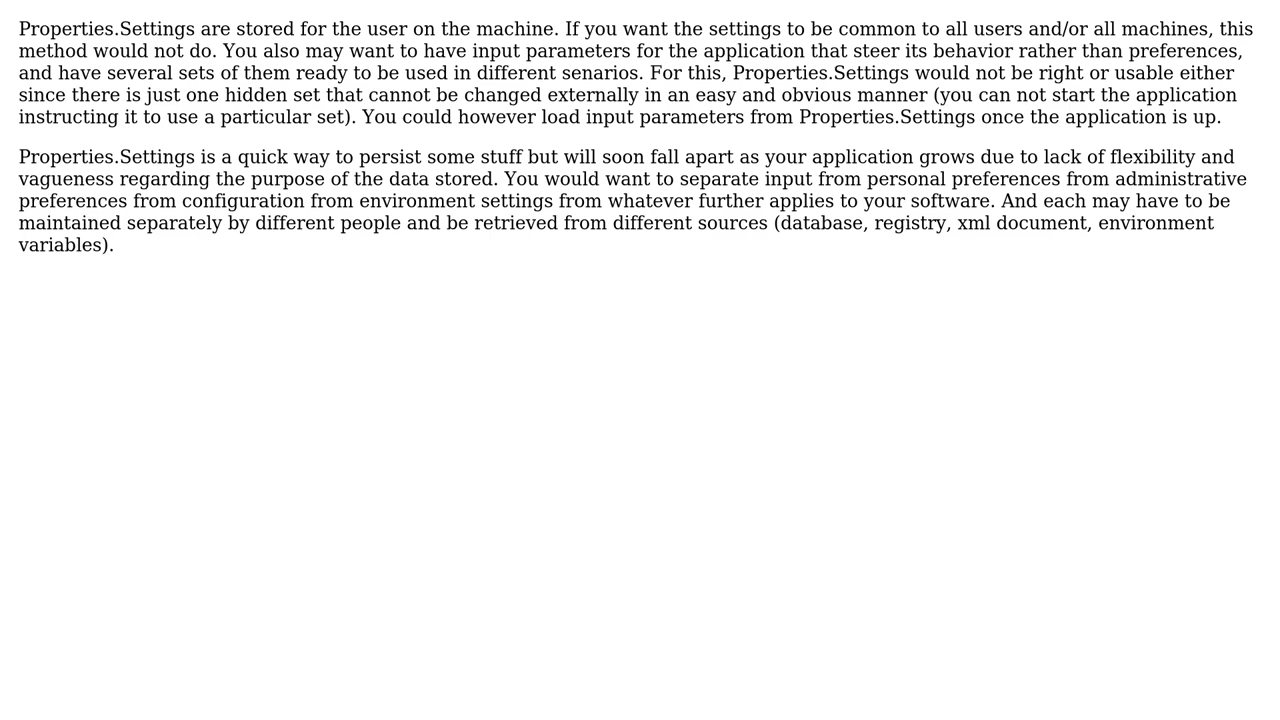 Properties.Settings are stored for the user on the machine. If you want the settings to be common to all users and/or all machines, this
method would not do. You also may want to have input parameters for the application that steer its behavior rather than preferences,
and have several sets of them ready to be used in different senarios. For this, Properties.Settings would not be right or usable either
since there is just one hidden set that cannot be changed externally in an easy and obvious manner (you can not start the application
instructing it to use a particular set). You could however load input parameters from Properties.Settings once the application is up.
Properties.Settings is a quick way to persist some stuff but will soon fall apart as your application grows due to lack of flexibility and
vagueness regarding the purpose of the data stored. You would want to separate input from personal preferences from administrative
preferences from configuration from environment settings from whatever further applies to your software. And each may have to be
maintained separately by different people and be retrieved from different sources (database, registry, xml document, environment
variables).